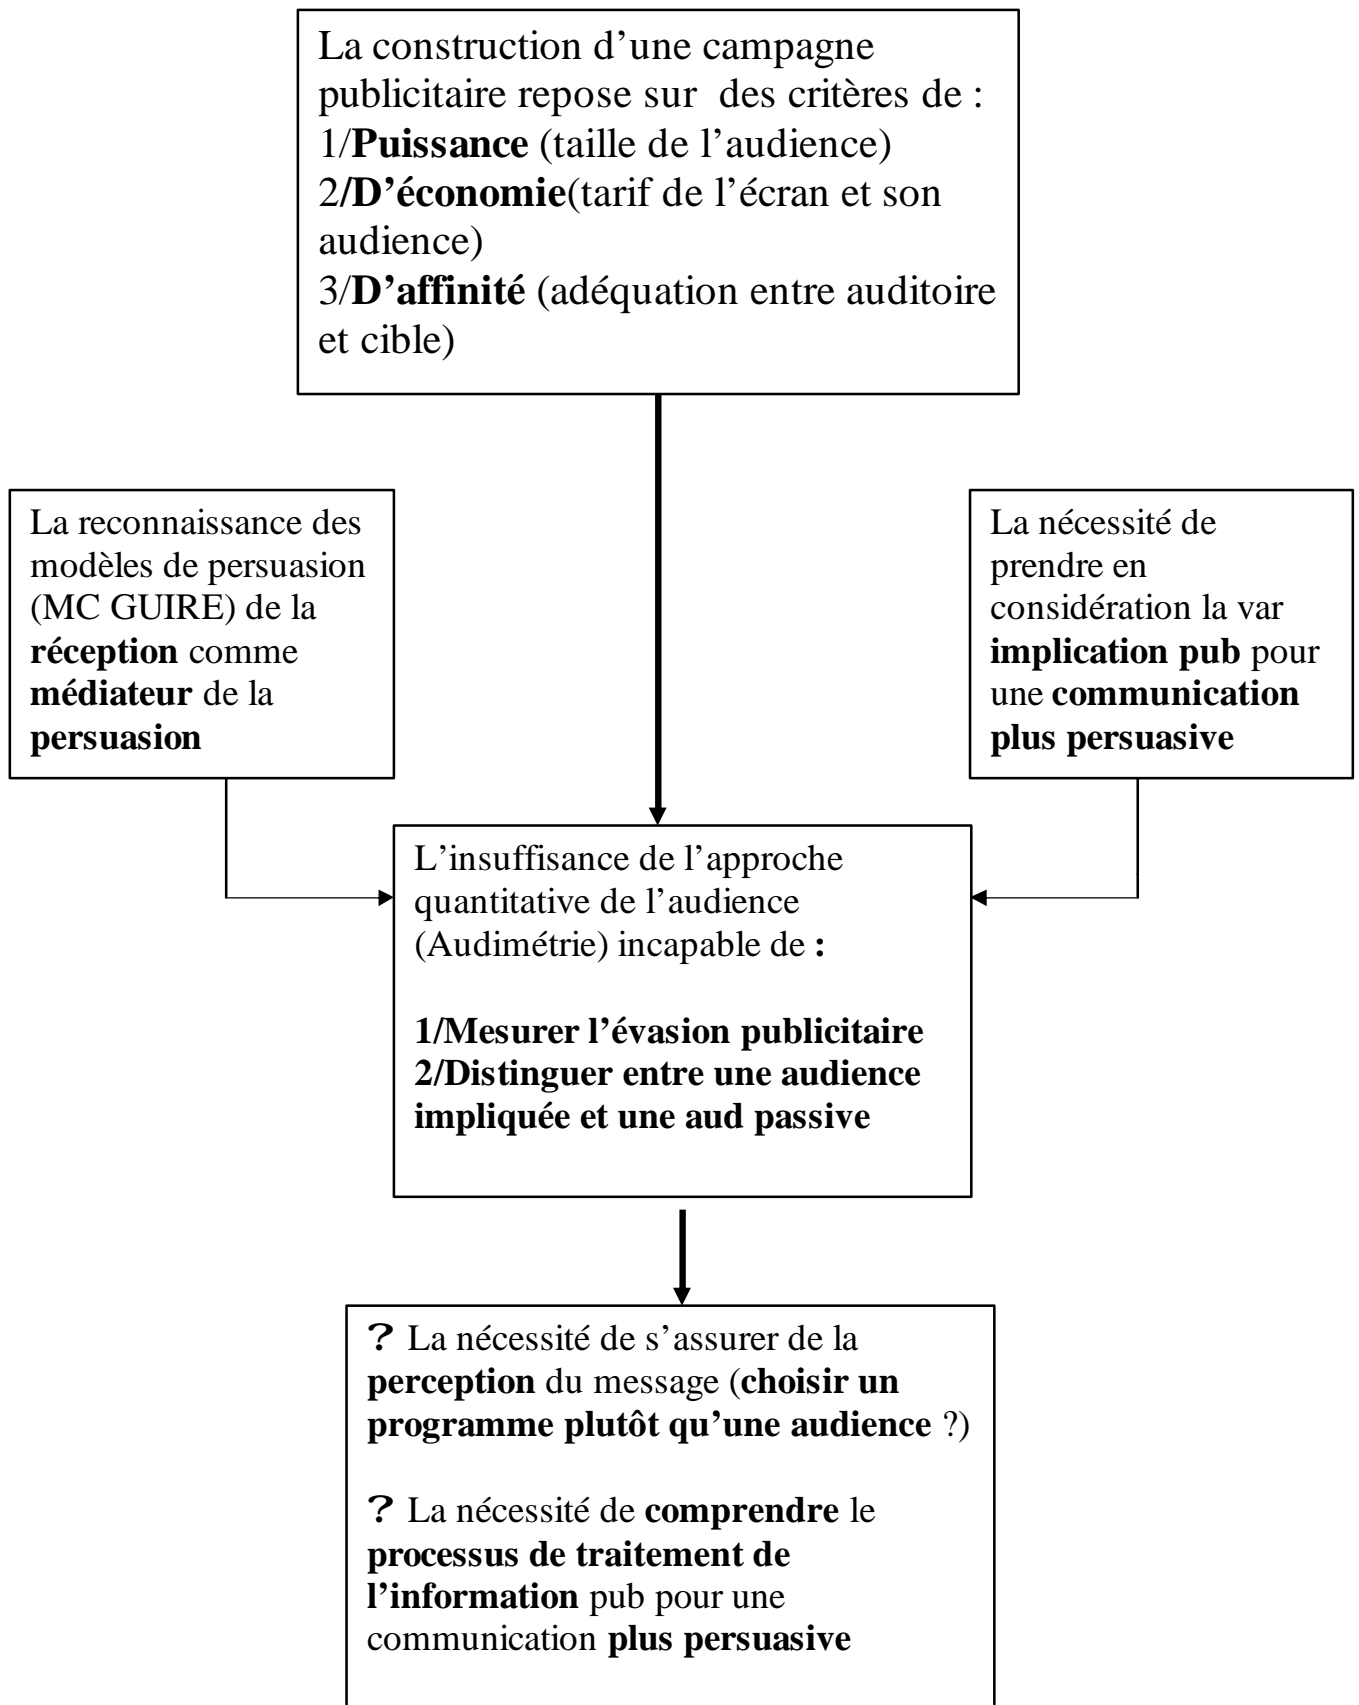 La construction d’une campagne
publicitaire repose sur  des critères de :
1/Puissance (taille de l’audience)
2/D’économie(tarif de l’écran et son
audience)
3/D’affinité (adéquation entre auditoire
et cible)
La reconnaissance des
modèles de persuasion
(MC GUIRE) de la
réception comme
médiateur de la
persuasion
La nécessité de
prendre en
considération la var
implication pub pour
une communication
plus persuasive
L’insuffisance de l’approche
quantitative de l’audience
(Audimétrie) incapable de :
1/Mesurer l’évasion publicitaire
2/Distinguer entre une audience
impliquée et une aud passive
? La nécessité de s’assurer de la
perception du message (choisir un
programme plutôt qu’une audience ?)
? La nécessité de comprendre le
processus de traitement de
l’information pub pour une
communication plus persuasive